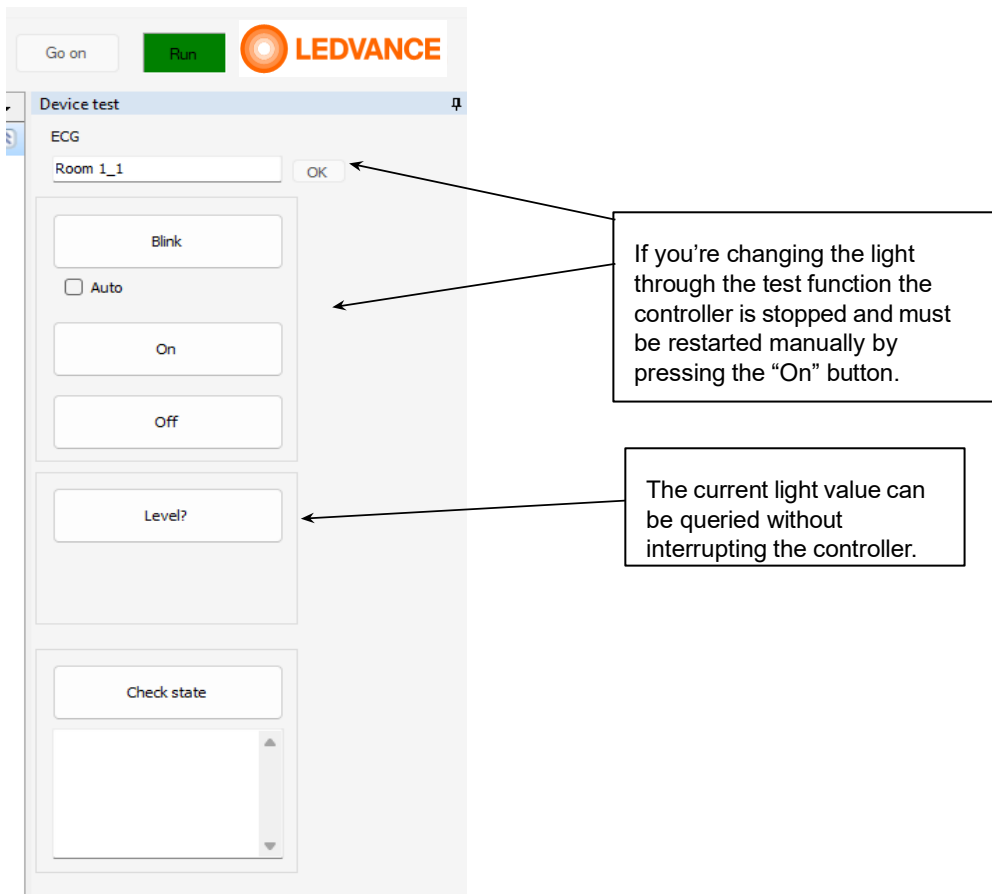 Go on
Run
LEDVANCE
Device test
ECG
Room 1_1
OK
Blink
Auto
On
Off
Level?
Check state
If you’re changing the light
through the test function the
controller is stopped and must
be restarted manually by
pressing the “On” button.
The current light value can
be queried without
interrupting the controller.